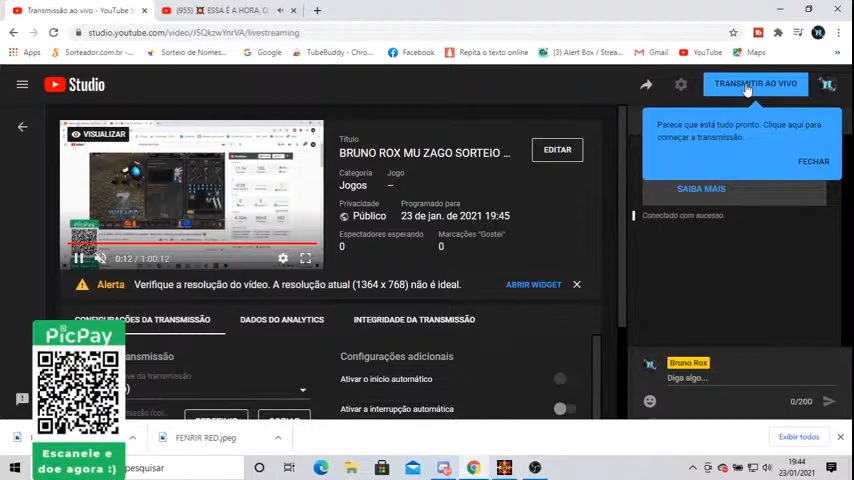 Transmissão ao vivo - YouTube S
(955) 💥 ESSA É A HORA, C
studio.youtube.com/video/J5QkzwYnrVA/livestreaming
Apps
Sorteador.com.br -...
Sorteio de Nomes...
Google
TubeBuddy - Chro...
Facebook
Repita o texto online
(3) Alert Box / Strea...
Gmail
YouTube
Maps
Studio
TRANSMITIR AO VIVO
Parece que está tudo pronto. Clique aqui para
começar a transmissão.
FECHAR
SAIBA MAIS
Conectado com sucesso.
VISUALIZAR
0:12 / 1:00:12
Título
BRUNO ROX MU ZAGO SORTEIO ...
EDITAR
Categoria Jogo
Jogos –
Privacidade Programado para
Público 23 de jan. de 2021 19:45
Espectadores esperando Marcações "Gostei"
0 0
Alerta Verifique a resolução do vídeo. A resolução atual (1364 x 768) não é ideal.
ABRIR WIDGET
CONFIGURAÇÕES DA TRANSMISSÃO
DADOS DO ANALYTICS
INTEGRIDADE DA TRANSMISSÃO
Configurações adicionais
Ativar o início automático
Ativar a interrupção automática
PicPay
Escaneie e
doe agora :)
Bruno Rox
Diga algo...
0/200
FENRIR RED.jpeg
Exibir todos
pesquisar
19:44
23/01/2021